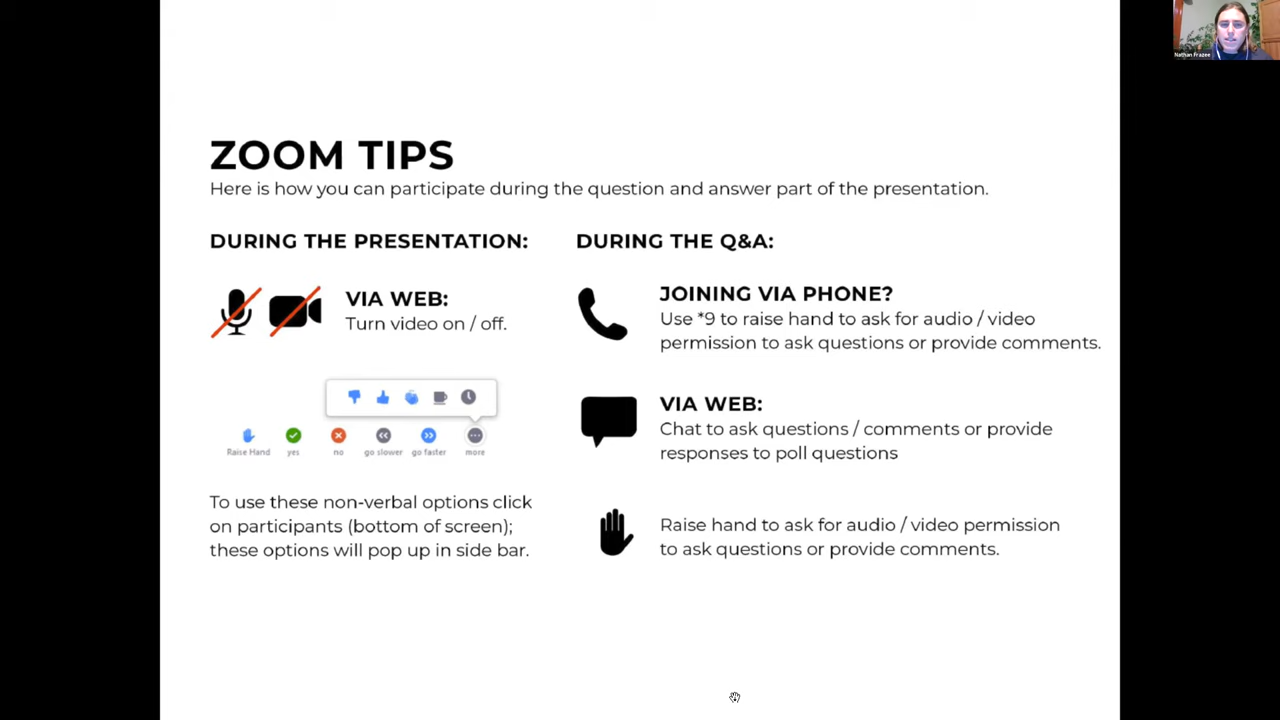 ZOOM TIPS
Here is how you can participate during the question and answer part of the presentation.
DURING THE PRESENTATION:
VIA WEB:
Turn video on / off.
Raise Hand
yes
no
go slower
go faster
more
To use these non-verbal options click
on participants (bottom of screen);
these options will pop up in side bar.
DURING THE Q&A:
JOINING VIA PHONE?
Use *9 to raise hand to ask for audio / video
permission to ask questions or provide comments.
VIA WEB:
Chat to ask questions / comments or provide
responses to poll questions
Raise hand to ask for audio / video permission
to ask questions or provide comments.
Nathan Frazee